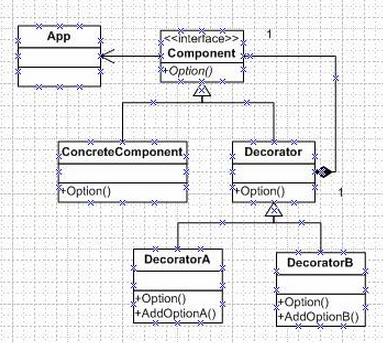 App
<<interface>>
Component
+Option()
1
ConcreteComponent
+Option()
Decorator
+Option()
1
DecoratorA
+Option()
+AddOptionA()
DecoratorB
+Option()
+AddOptionB()